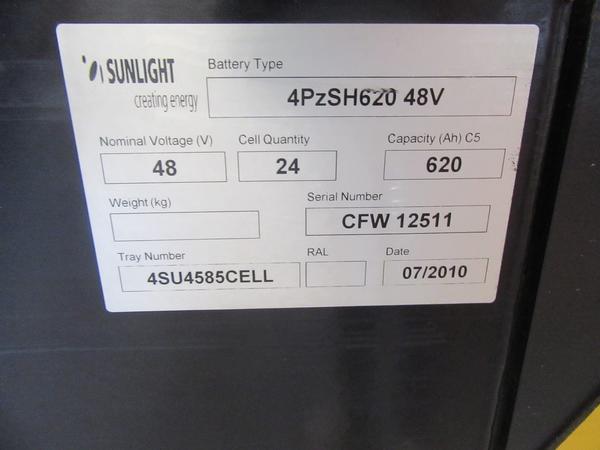 SUNLIGHT
creating energy
Battery Type
4PzSH620 48V
Nominal Voltage (V) Cell Quantity Capacity (Ah) C5
48 24 620
Weight(kg) Serial Number
CFW 12511
Tray Number RAL Date
4SU4585CELL 07/2010